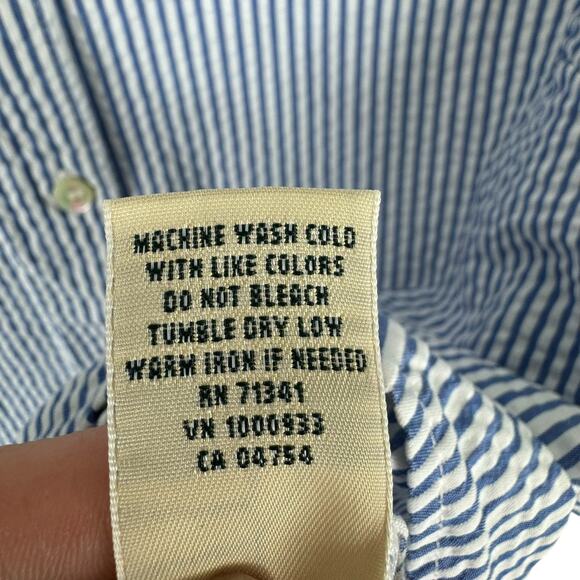 MACHINE WASH COLD
WITH LIKE COLORS
DO NOT BLEACH
TUMBLE DRY LOW
WARM IRON IF NEEDED
RN 71341
VN 1000933
CA 04754